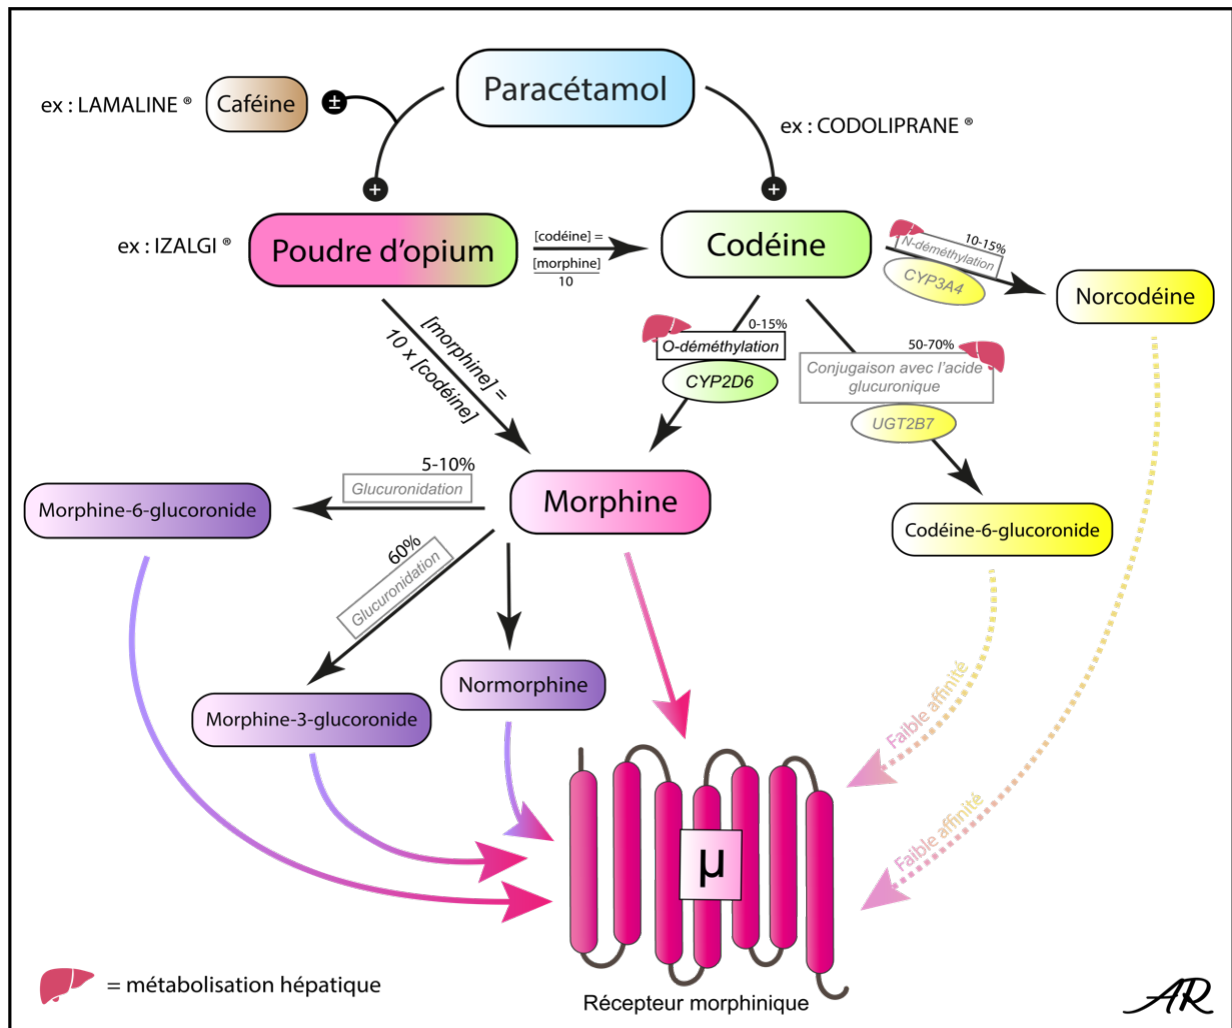 Paracétamol
ex : LAMALINE ®
Caféine
±
ex : CODOLIPRANE ®
+
+
ex : IZALGI ®
Poudre d'opium
[codéine] =
[morphine]
10
Codéine
10-15%
N-déméthylation
CYP3A4
Norcodéine
[morphine] =
10 x [codéine]
0-15%
O-déméthylation
CYP2D6
50-70%
Conjugaison avec l'acide
glucuronique
UGT2B7
5-10%
Glucuronidation
Morphine
Morphine-6-glucoronide
Codéine-6-glucoronide
60%
Glucuronidation
Normorphine
Morphine-3-glucoronide
Faible affinité
Faible affinité
μ
= métabolisation hépatique
Récepteur morphinique
AR